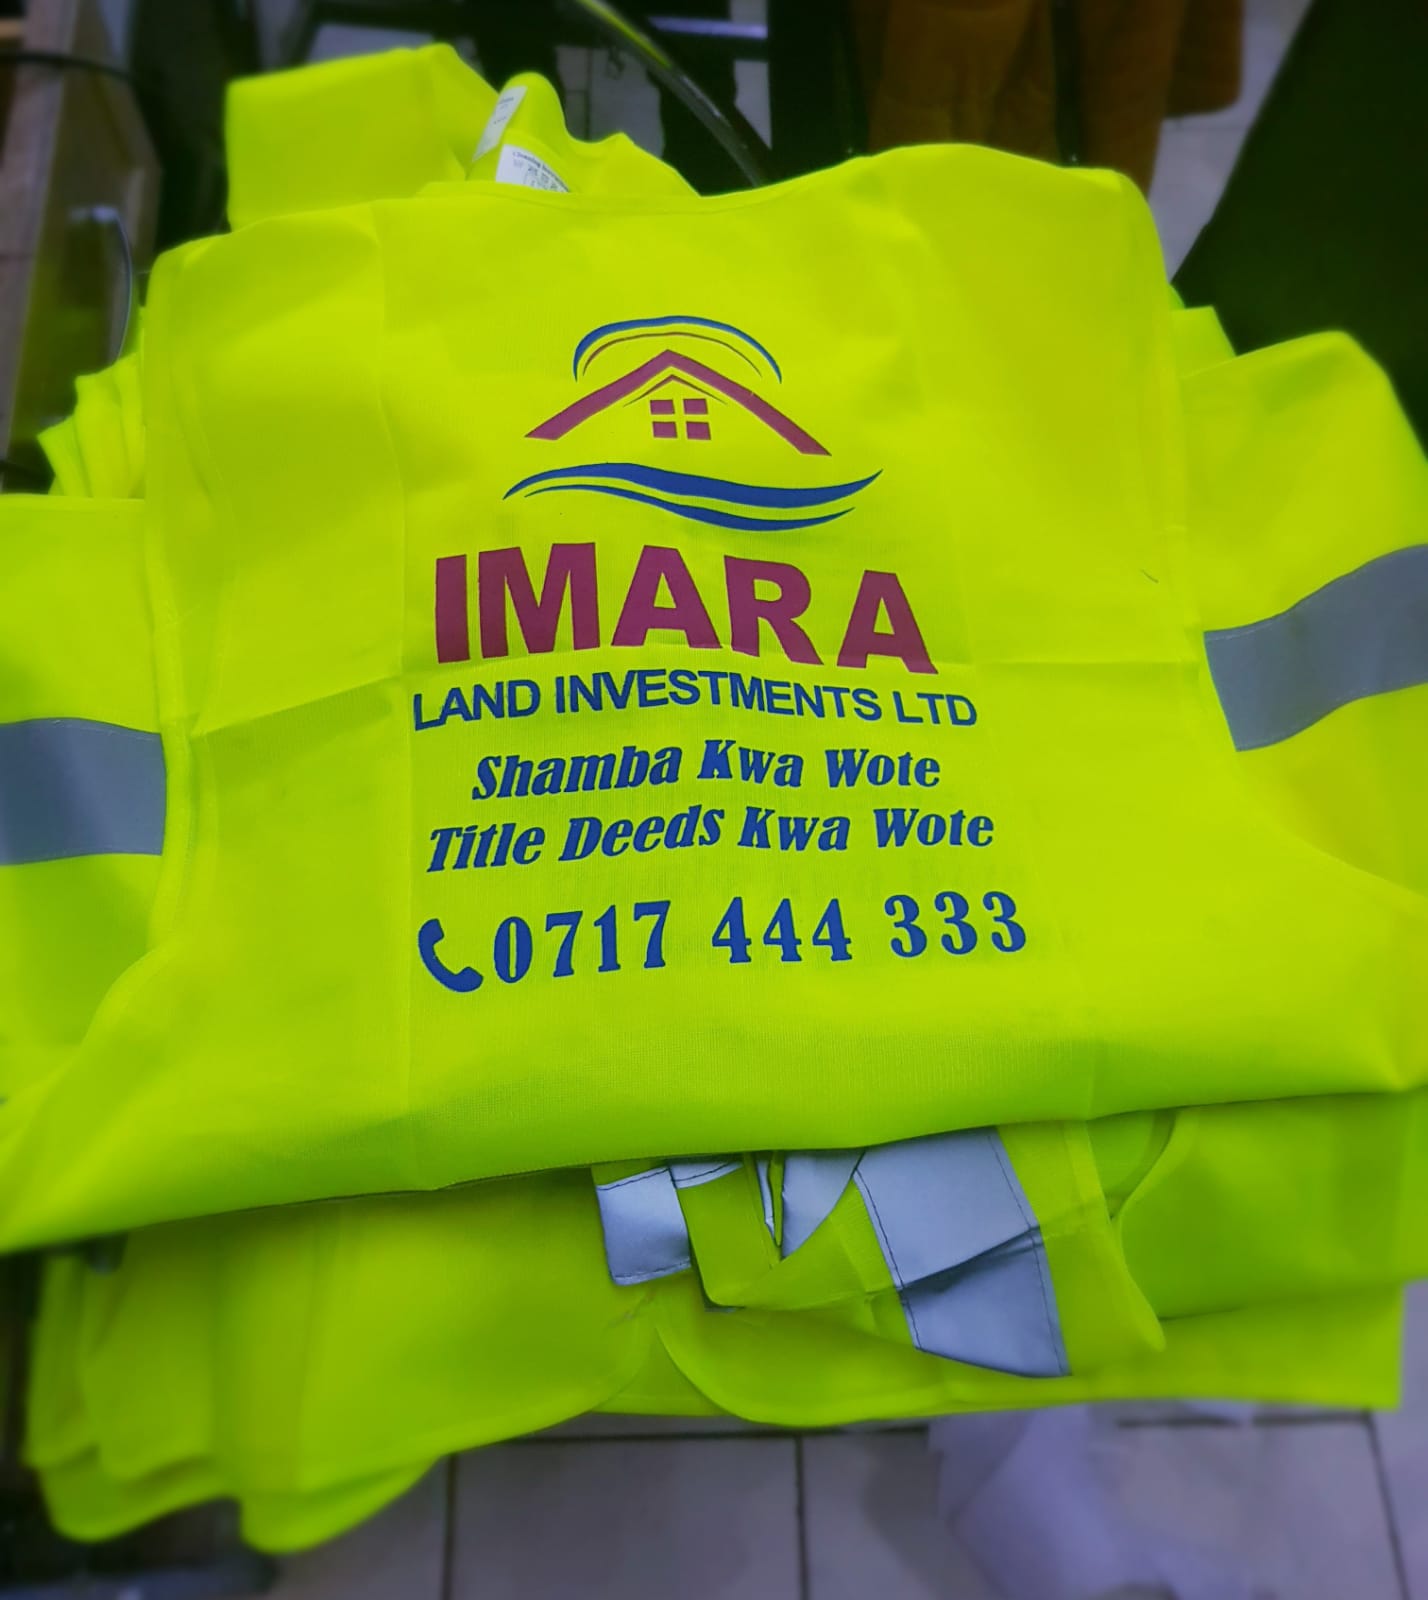 IMARA
LAND INVESTMENTS LTD
Shamba Kwa Wote
Title Deeds Kwa Wote
0717 444 333